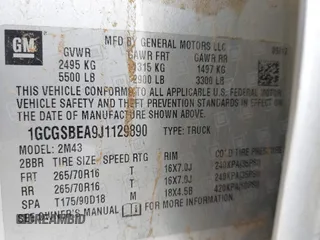 GM
MFD BY GENERAL MOTORS LLC
GVWR GAWR FRT GAWR RR
2495 KG 1315 KG 1497 KG
5500 LB 2900 LB 3300 LB
THIS VEHICLE CONFORMS TO ALL APPLICABLE U.S. FEDERAL MOTOR
VEHICLE SAFETY AND THEFT PREVENTION STANDARDS IN EFFECT ON
THE DATE OF MANUFACTURE SHOWN ABOVE.
1GCGSBEA9J1129890 TYPE: TRUCK
MODEL: 2M43
2BBR TIRE SIZE SPEED RTG RIM
FRT 265/70R16 T 16X7.0J
RR 265/70R16 T 16X7.0J
SPA T175/90D18 M 18X4.5B
SEE OWNER'S MANUAL FOR MORE INFORMATION